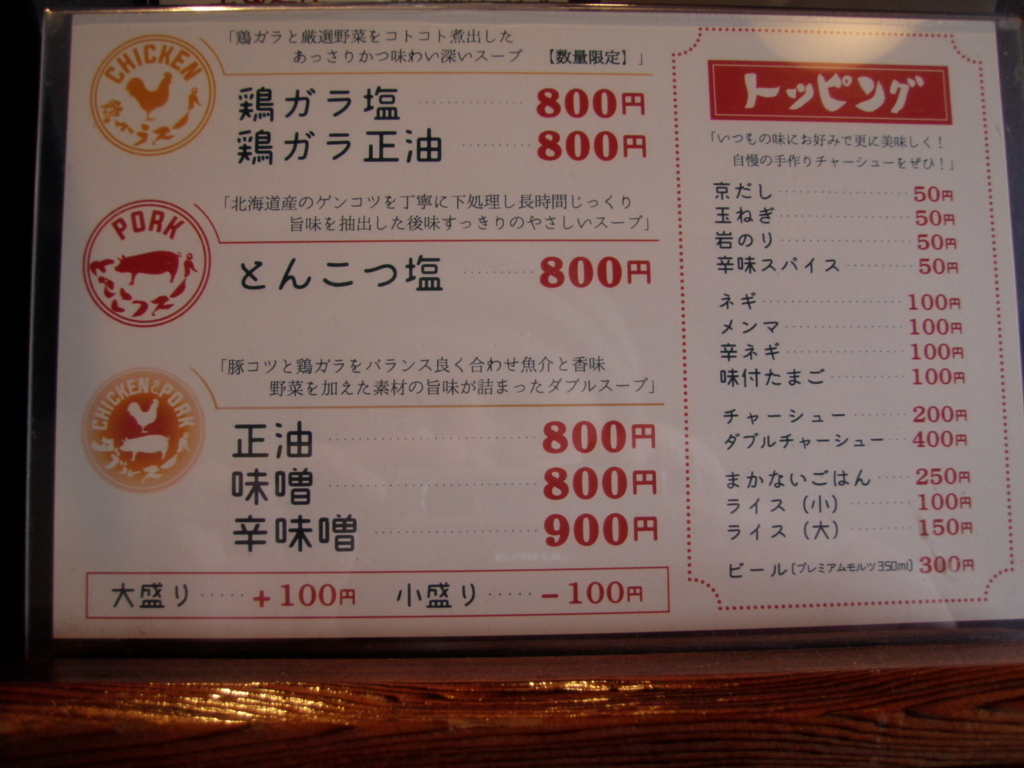 CHICKEN
「鶏ガラと厳選野菜をコトコト煮出した
あっさりかつ味わい深いスープ 【数量限定】」
鶏ガラ塩 800円
鶏ガラ正油 800円
PORK
「北海道産のゲンコツを丁寧に下処理し長時間じっくり
旨味を抽出した後味すっきりのやさしいスープ」
とんこつ塩 800円
CHICKEN&PORK
「豚コツと鶏ガラをバランス良く合わせ魚介と香味
野菜を加えた素材の旨味が詰まったダブルスープ」
正油 800円
味噌 800円
辛味噌 900円
大盛り +100円 小盛り -100円
トッピング
「いつもの味にお好みで更に美味しく!
自慢の手作りチャーシューをぜひ!」
京だし 50円
玉ねぎ 50円
岩のり 50円
辛味スパイス 50円
ネギ 100円
メンマ 100円
辛ネギ 100円
味付たまご 100円
チャーシュー 200円
ダブルチャーシュー 400円
まかないごはん 250円
ライス(小) 100円
ライス(大) 150円
ビール〔プレミアムモルツ350ml〕 300円